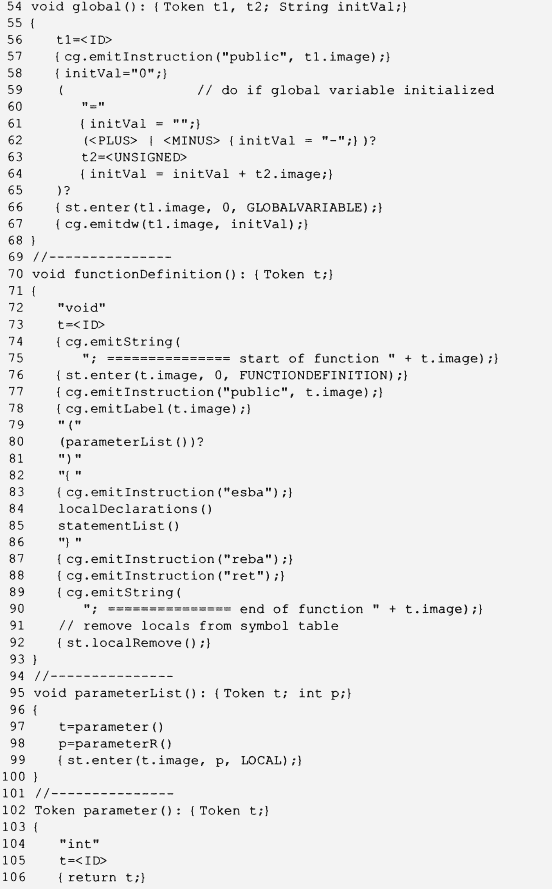 54 void global(): {Token t1, t2; String initVal;}
55 {
56    t1=<ID>
57    {cg.emitInstruction("public", t1.image);}
58    {initVal="0";}
59    (                // do if global variable initialized
60       "="
61       {initVal = "";}
62       (<PLUS> | <MINUS> {initVal = "-";})?
63       t2=<UNSIGNED>
64       {initVal = initVal + t2.image;}
65    )?
66    {st.enter(t1.image, 0, GLOBALVARIABLE);}
67    {cg.emitdw(t1.image, initVal);}
68 }
69 //---------------
70 void functionDefinition(): {Token t;}
71 {
72    "void"
73    t=<ID>
74    {cg.emitString(
75       "; =============== start of function " + t.image);}
76    {st.enter(t.image, 0, FUNCTIONDEFINITION);}
77    {cg.emitInstruction("public", t.image);}
78    {cg.emitLabel(t.image);}
79    "("
80    (parameterList())?
81    ")"
82    "{"
83    {cg.emitInstruction("esba");}
84    localDeclarations()
85    statementList()
86    "}"
87    {cg.emitInstruction("reba");}
88    {cg.emitInstruction("ret");}
89    {cg.emitString(
90       "; =============== end of function " + t.image);}
91    // remove locals from symbol table
92    {st.localRemove();}
93 }
94 //---------------
95 void parameterList(): {Token t; int p;}
96 {
97    t=parameter()
98    p=parameterR()
99    {st.enter(t.image, p, LOCAL);}
100 }
101 //---------------
102 Token parameter(): {Token t;}
103 {
104    "int"
105    t=<ID>
106    {return t;}